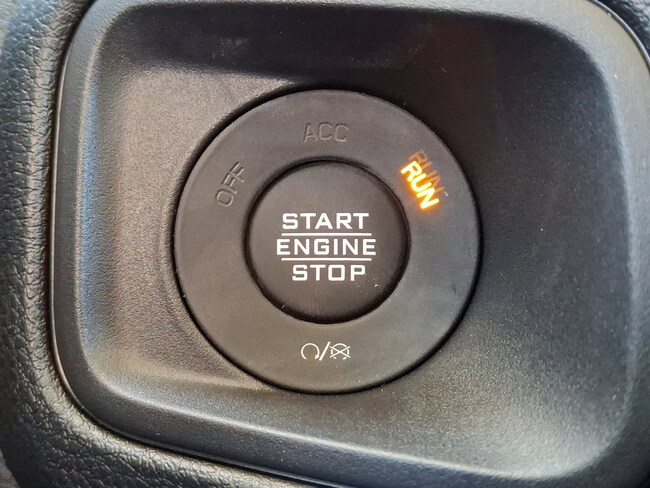 ACC
OFF
RUN
START
ENGINE
STOP